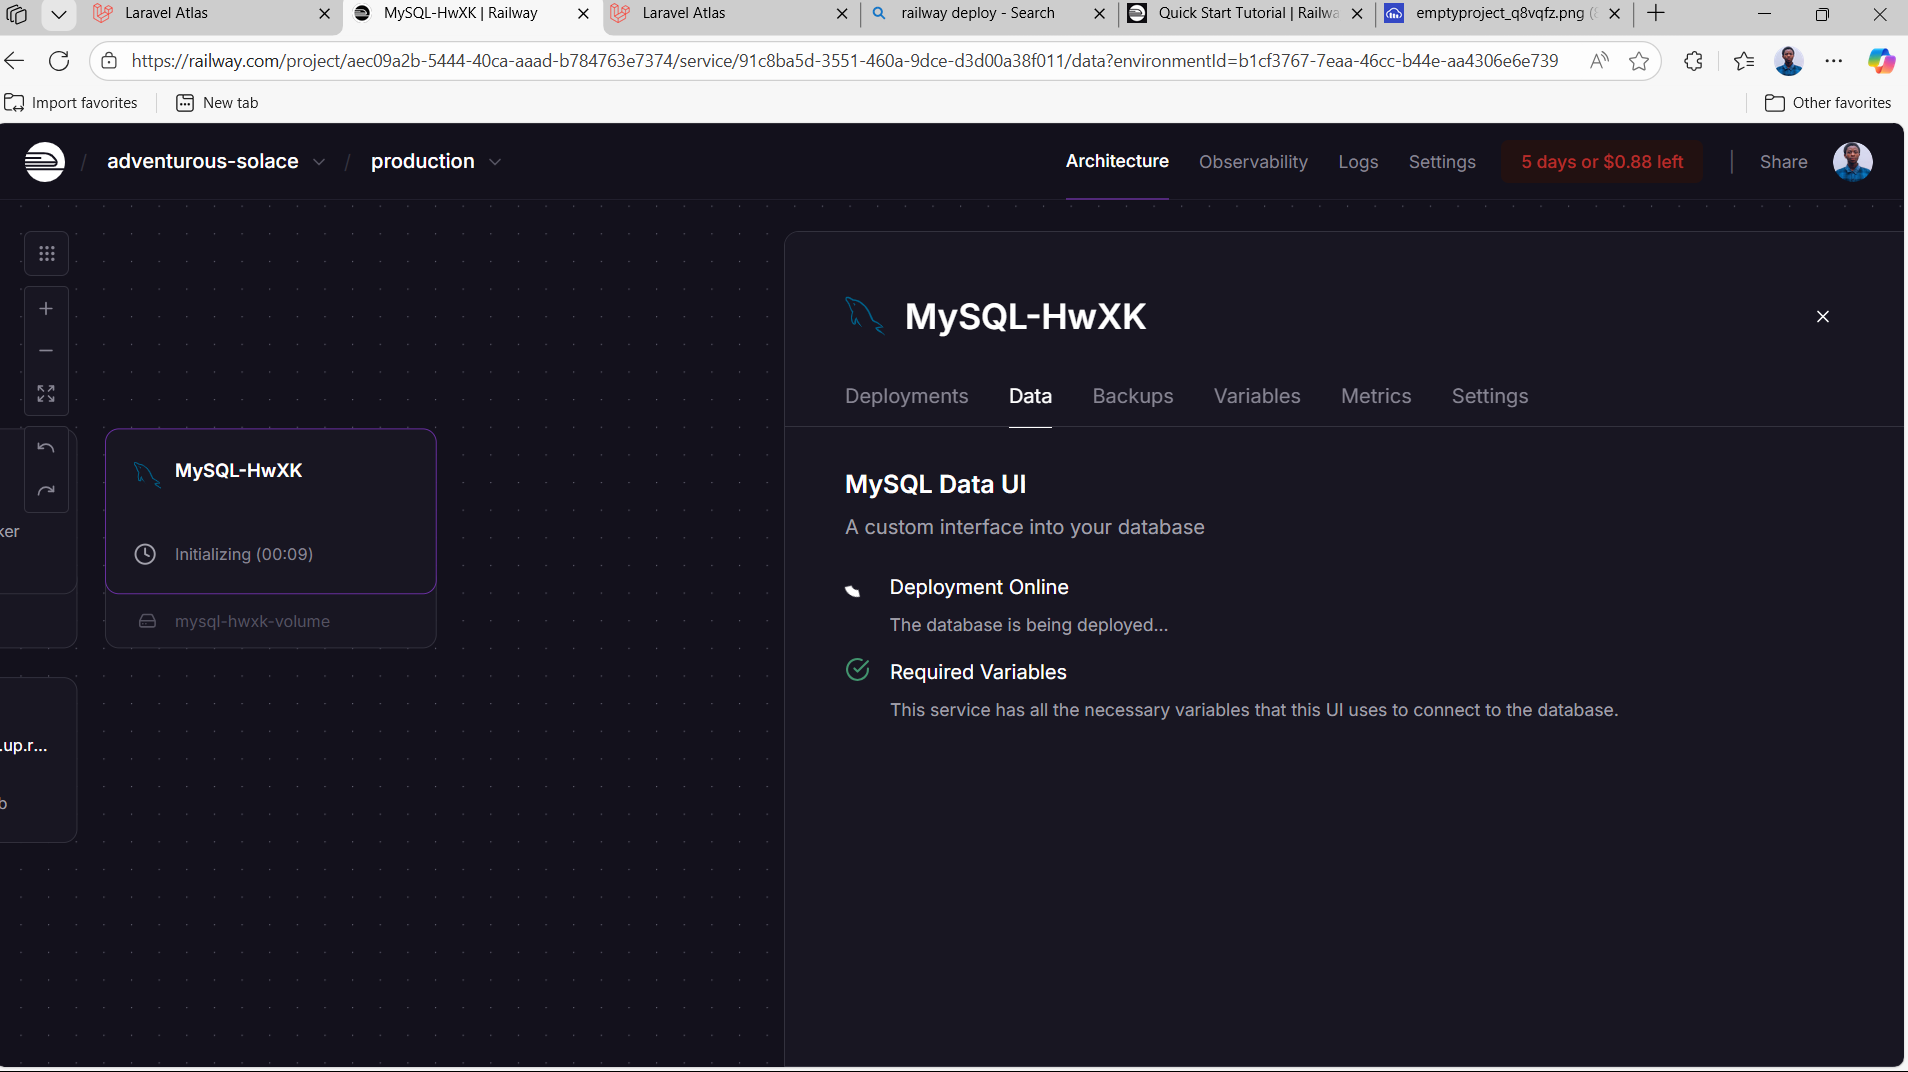 Laravel Atlas
MySQL-HwXK | Railway
Laravel Atlas
railway deploy - Search
Quick Start Tutorial | Railwa
emptyproject_q8vqfz.png
https://railway.com/project/aec09a2b-5444-40ca-aaad-b784763e7374/service/91c8ba5d-3551-460a-9dce-d3d00a38f011/data?environmentId=b1cf3767-7eaa-46cc-b44e-aa4306e6e739
Import favorites
New tab
Other favorites
/ adventurous-solace / production
Architecture
Observability
Logs
Settings
5 days or $0.88 left
Share
MySQL-HwXK
Deployments
Data
Backups
Variables
Metrics
Settings
MySQL-HwXK
Initializing (00:09)
mysql-hwxk-volume
ker
.up.r...
b
MySQL Data UI
A custom interface into your database
Deployment Online
The database is being deployed...
Required Variables
This service has all the necessary variables that this UI uses to connect to the database.